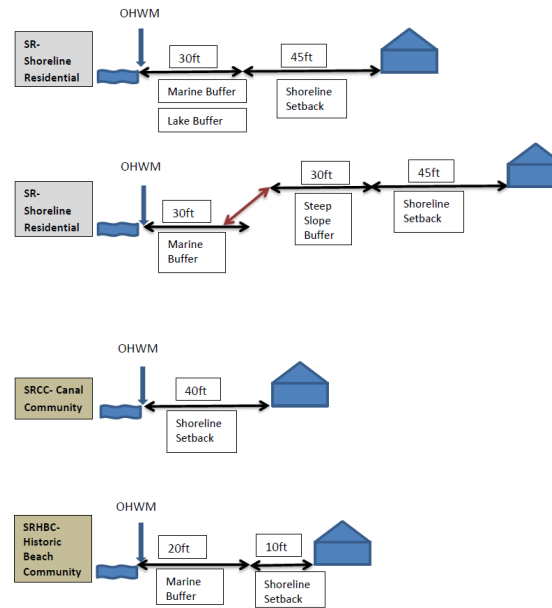 OHWM
SR-
Shoreline
Residential
30ft
45ft
Marine Buffer
Lake Buffer
Shoreline
Setback
OHWM
SR-
Shoreline
Residential
30ft
Marine
Buffer
30ft
Steep
Slope
Buffer
45ft
Shoreline
Setback
OHWM
SRCC- Canal
Community
40ft
Shoreline
Setback
OHWM
SRHBC-
Historic
Beach
Community
20ft
Marine
Buffer
10ft
Shoreline
Setback